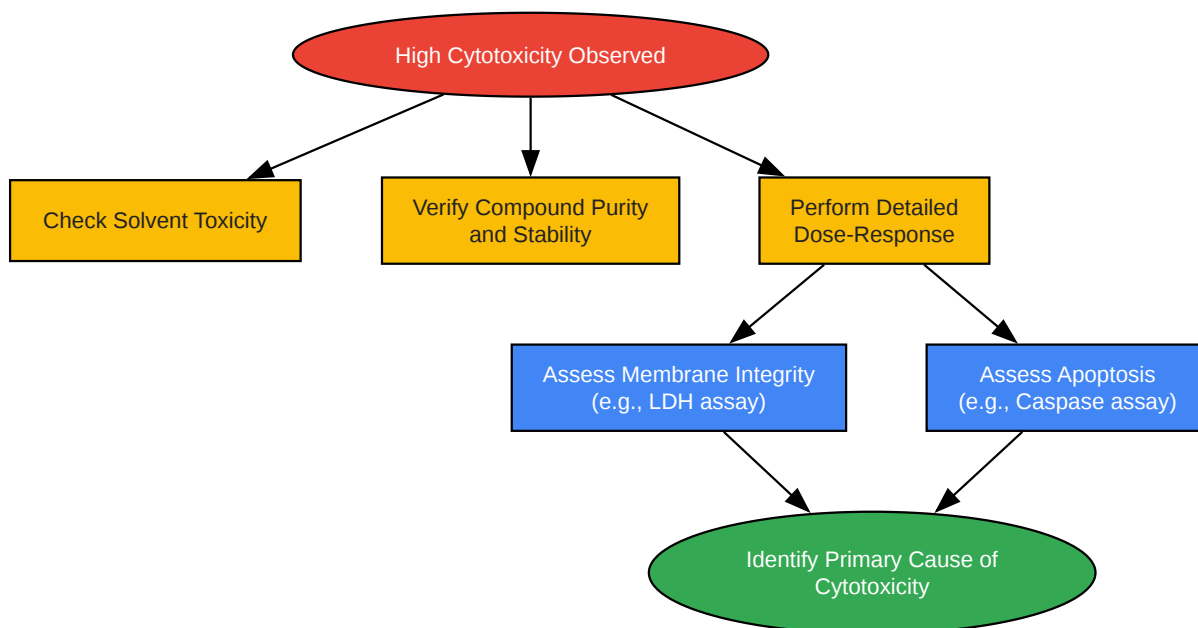 High Cytotoxicity Observed
Check Solvent Toxicity
Verify Compound Purity
and Stability
Perform Detailed
Dose-Response
Assess Membrane Integrity
(e.g., LDH assay)
Assess Apoptosis
(e.g., Caspase assay)
Identify Primary Cause of
Cytotoxicity